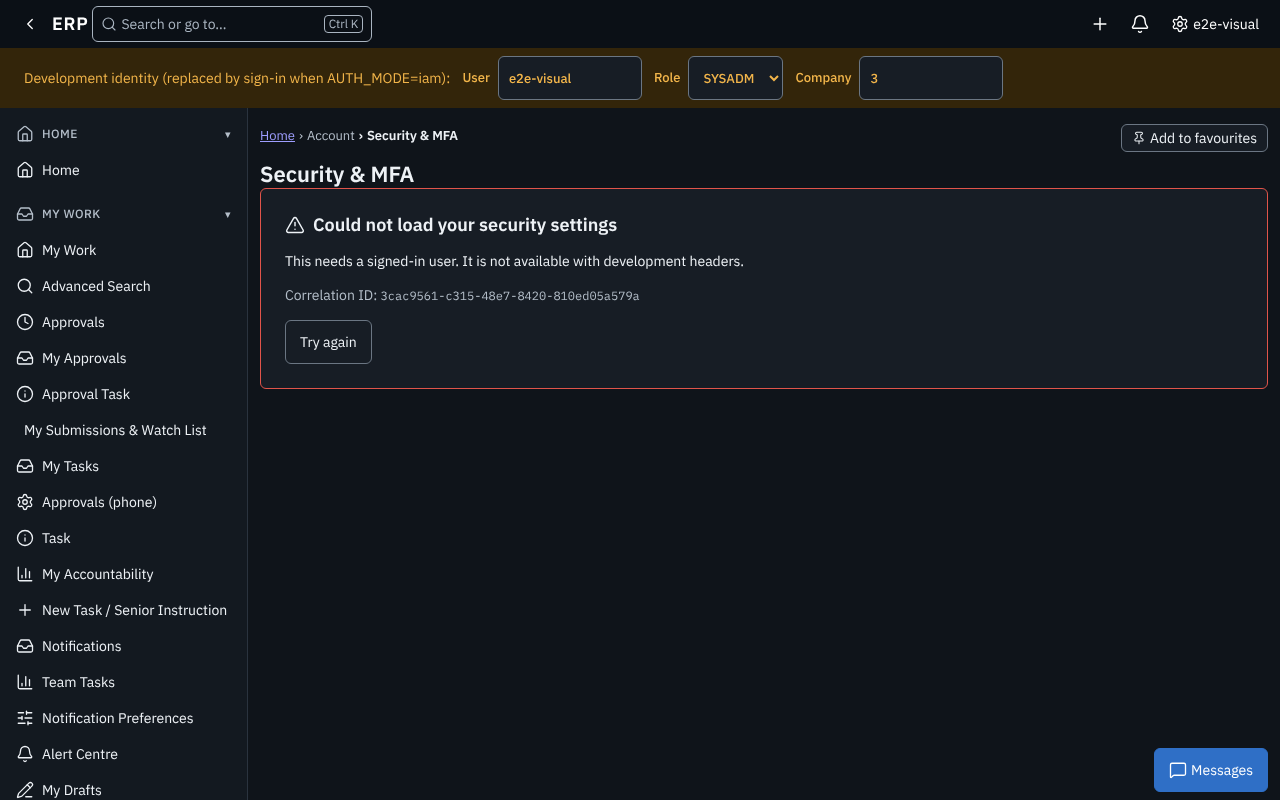 ERP
Search or go to...
Ctrl K
e2e-visual
Development identity (replaced by sign-in when AUTH_MODE=iam): User e2e-visual Role SYSADM Company 3
HOME
Home
MY WORK
My Work
Advanced Search
Approvals
My Approvals
Approval Task
My Submissions & Watch List
My Tasks
Approvals (phone)
Task
My Accountability
New Task / Senior Instruction
Notifications
Team Tasks
Notification Preferences
Alert Centre
My Drafts
Home › Account › Security & MFA
Add to favourites
Security & MFA
Could not load your security settings
This needs a signed-in user. It is not available with development headers.
Correlation ID: 3cac9561-c315-48e7-8420-810ed05a579a
Try again
Messages